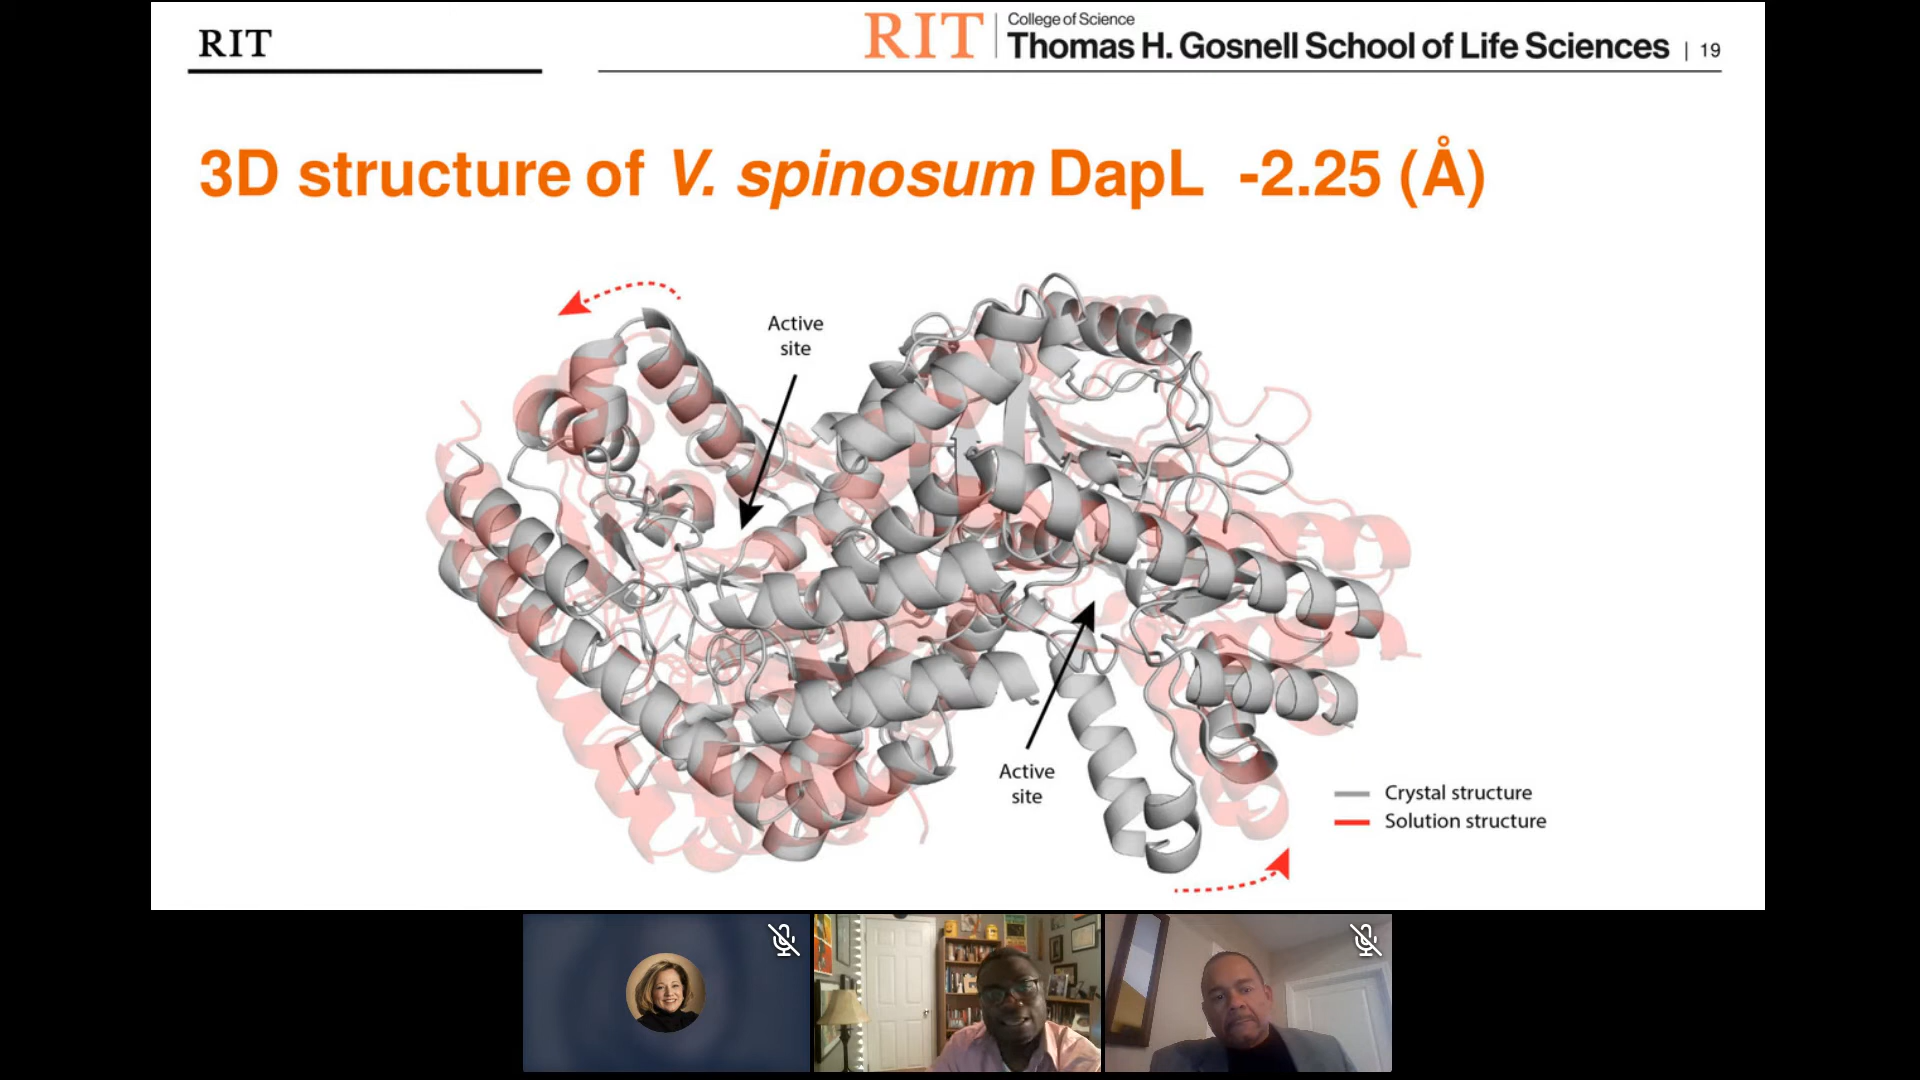 RIT
RIT
College of Science
Thomas H. Gosnell School of Life Sciences | 19
3D structure of V. spinosum DapL -2.25 (Å)
Active
site
Active
site
Crystal structure
Solution structure